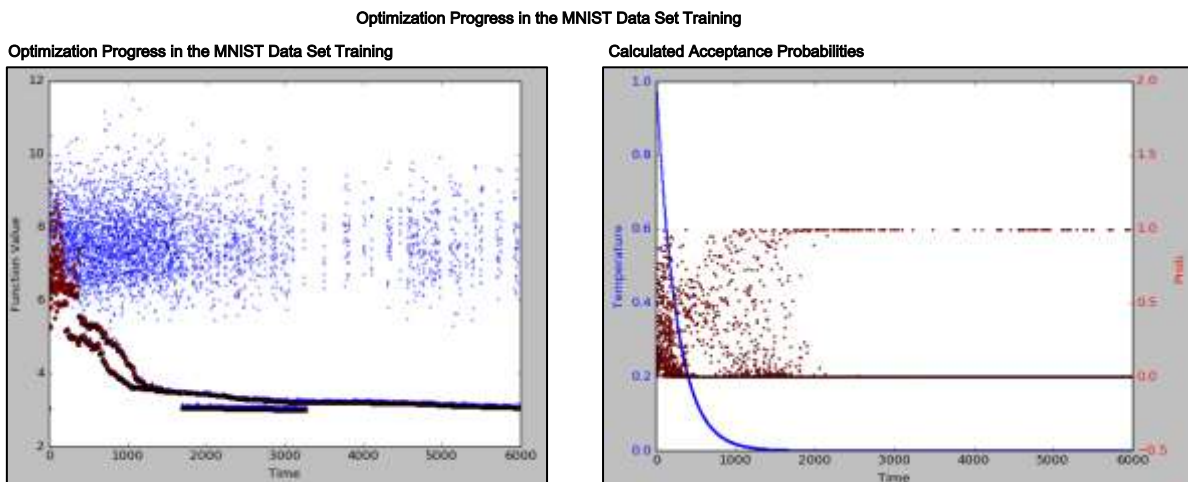 Optimization Progress in the MNIST Data Set Training
Optimization Progress in the MNIST Data Set Training
Calculated Acceptance Probabilities
12
10
8
6
4
2
Function Value
0 1000 2000 3000 4000 5000 6000
Time
1.0
0.8
0.6
0.4
0.2
0.0
Temperature
2.0
1.5
1.0
0.5
0.0
−0.5
0 1000 2000 3000 4000 5000 6000
Time